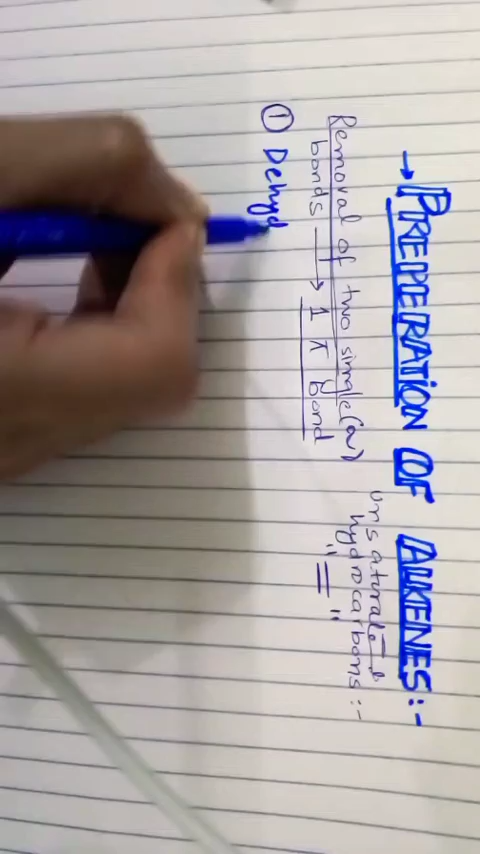 → PREPERATION OF ALKENES:-
unsaturated
hydrocarbons:-
"="
Removal of two single(σ)
bonds → 1 π bond
① Dehyd